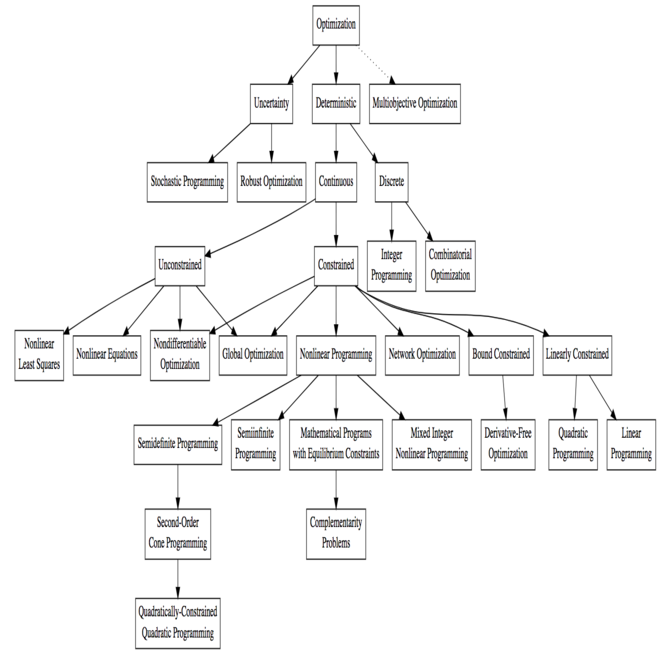 Optimization
Uncertainty
Deterministic
Multiobjective Optimization
Stochastic Programming
Robust Optimization
Continuous
Discrete
Unconstrained
Constrained
Integer
Programming
Combinatorial
Optimization
Nonlinear
Least Squares
Nonlinear Equations
Nondifferentiable
Optimization
Global Optimization
Nonlinear Programming
Network Optimization
Bound Constrained
Linearly Constrained
Semidefinite Programming
Semiinfinite
Programming
Mathematical Programs
with Equilibrium Constraints
Mixed Integer
Nonlinear Programming
Derivative-Free
Optimization
Quadratic
Programming
Linear
Programming
Second-Order
Cone Programming
Complementarity
Problems
Quadratically-Constrained
Quadratic Programming